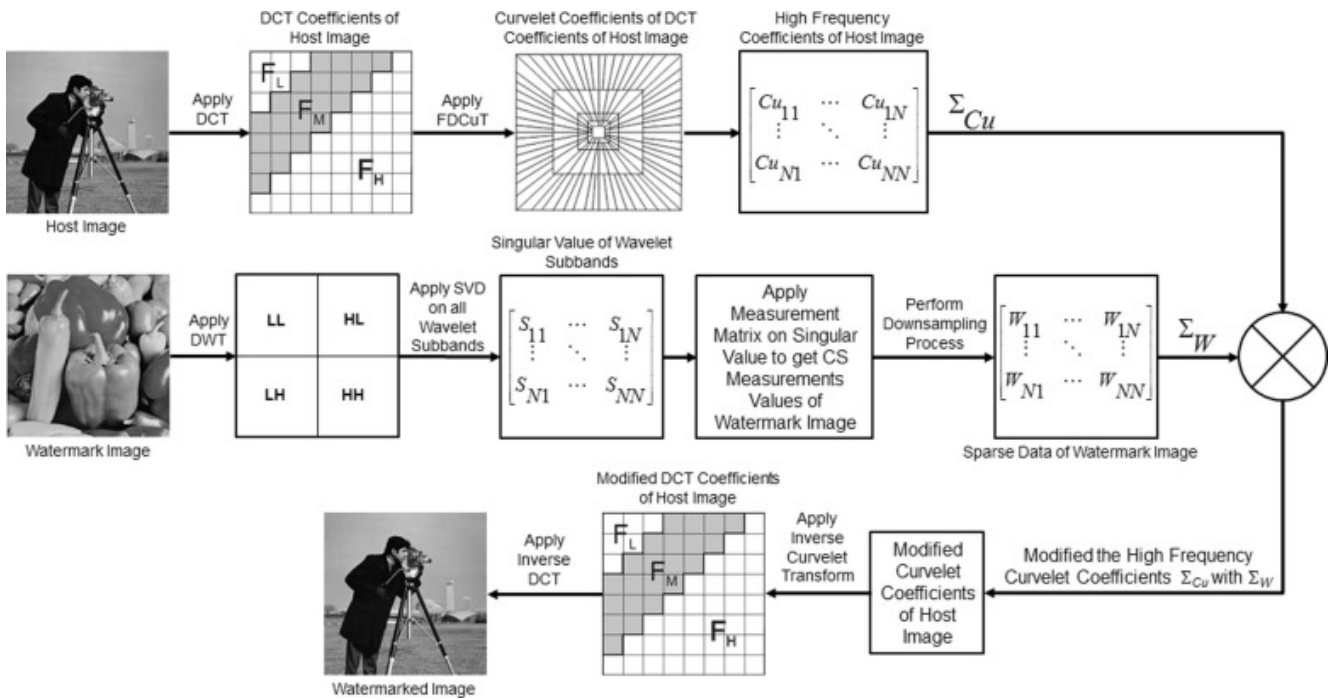 DCT Coefficients of
Host Image
Curvelet Coefficients of DCT
Coefficients of Host Image
High Frequency
Coefficients of Host Image
Apply
DCT
F_L
F_M
F_H
Apply
FDCuT
Cu_11 ⋯ Cu_1N
⋮ ⋱ ⋮
Cu_N1 ⋯ Cu_NN
Σ_Cu
Host Image
Apply
DWT
LL HL
LH HH
Apply SVD
on all
Wavelet
Subbands
Singular Value of Wavelet
Subbands
S_11 ⋯ S_1N
⋮ ⋱ ⋮
S_N1 ⋯ S_NN
Apply
Measurement
Matrix on Singular
Value to get CS
Measurements
Values of
Watermark Image
Perform
Downsampling
Process
W_11 ⋯ W_1N
⋮ ⋱ ⋮
W_N1 ⋯ W_NN
Σ_W
Watermark Image
Sparse Data of Watermark Image
Modified the High Frequency
Curvelet Coefficients Σ_Cu with Σ_W
Modified
Curvelet
Coefficients
of Host
Image
Apply
Inverse
Curvelet
Transform
Modified DCT Coefficients
of Host Image
F_L
F_M
F_H
Apply
Inverse
DCT
Watermarked Image